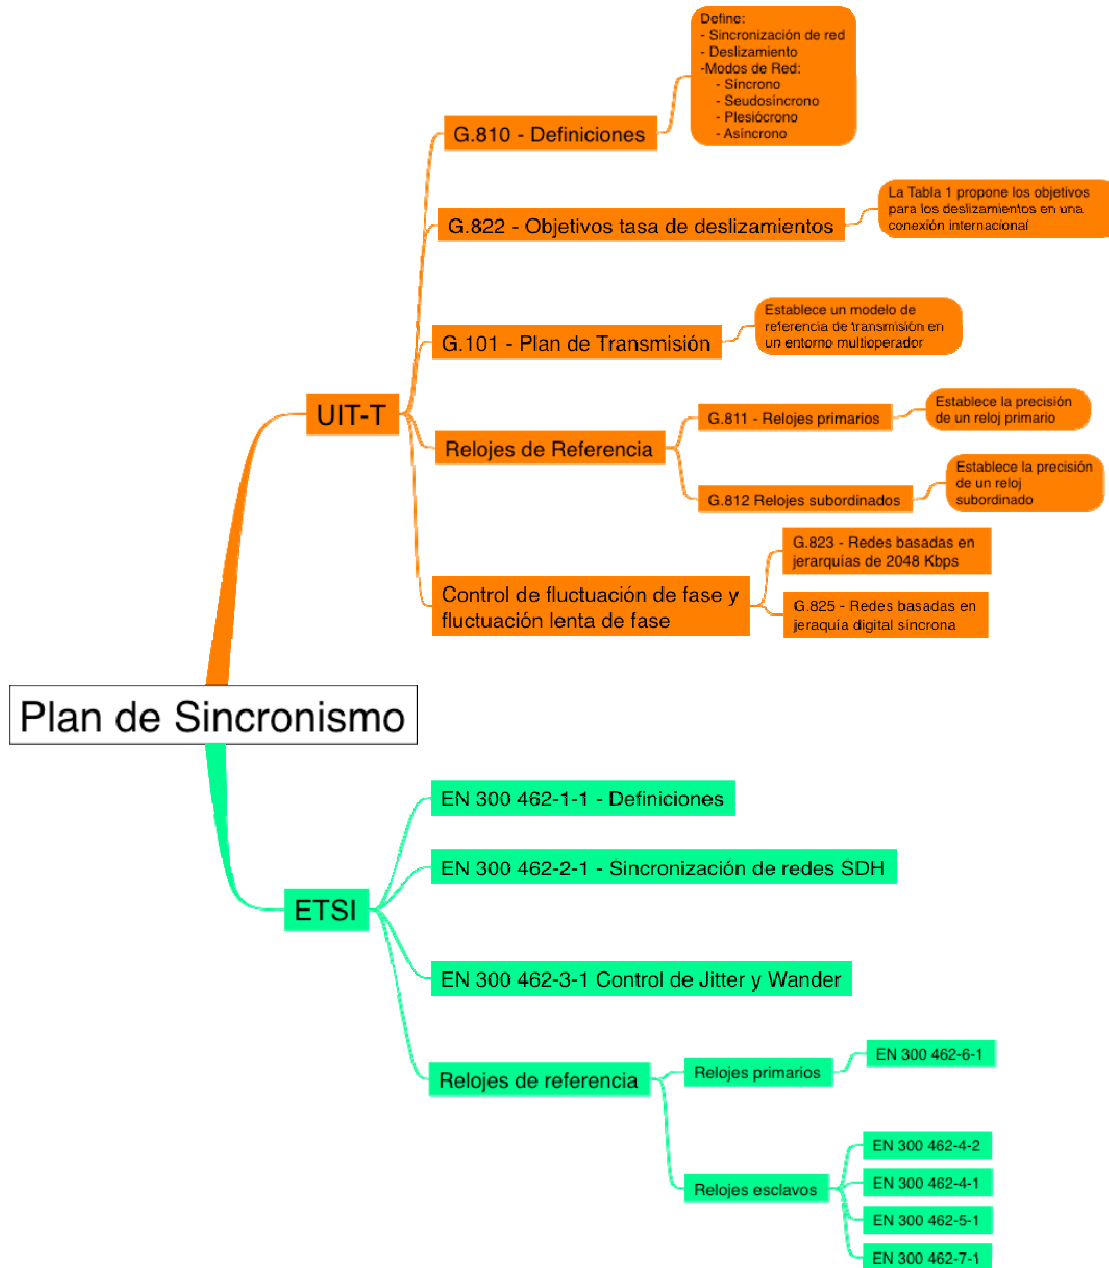 Define:
- Sincronización de red
- Deslizamiento
-Modos de Red:
- Síncrono
- Seudosíncrono
- Plesiócrono
- Asíncrono
G.810 - Definiciones
La Tabla 1 propone los objetivos
para los deslizamientos en una
conexión internacional
G.822 - Objetivos tasa de deslizamientos
Establece un modelo de
referencia de transmisión en
un entorno multioperador
G.101 - Plan de Transmisión
UIT-T
Relojes de Referencia
G.811 - Relojes primarios
Establece la precisión
de un reloj primario
G.812 Relojes subordinados
Establece la precisión
de un reloj
subordinado
Control de fluctuación de fase y
fluctuación lenta de fase
G.823 - Redes basadas en
jerarquías de 2048 Kbps
G.825 - Redes basadas en
jeraquía digital síncrona
Plan de Sincronismo
EN 300 462-1-1 - Definiciones
EN 300 462-2-1 - Sincronización de redes SDH
ETSI
EN 300 462-3-1 Control de Jitter y Wander
Relojes de referencia
Relojes primarios
EN 300 462-6-1
Relojes esclavos
EN 300 462-4-2
EN 300 462-4-1
EN 300 462-5-1
EN 300 462-7-1